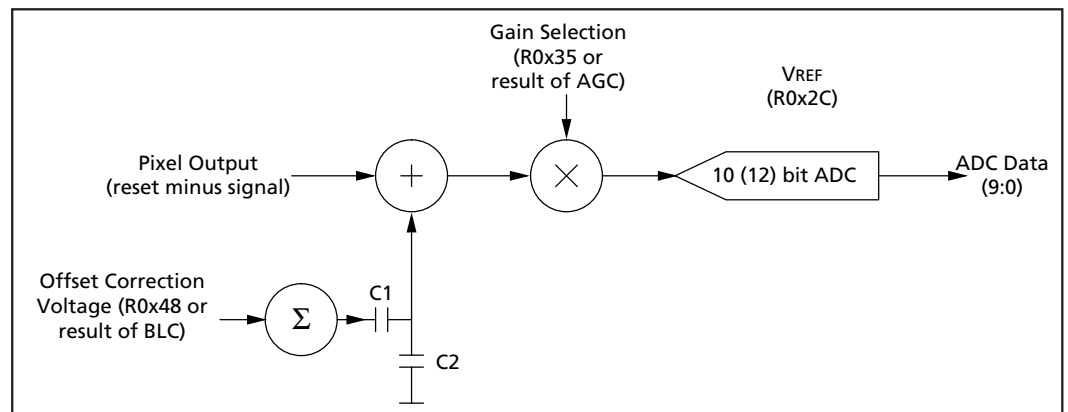 Gain Selection
(R0x35 or
result of AGC)
VREF
(R0x2C)
Pixel Output
(reset minus signal)
+
×
10 (12) bit ADC
ADC Data
(9:0)
Offset Correction
Voltage (R0x48 or
result of BLC)
Σ
C1
C2